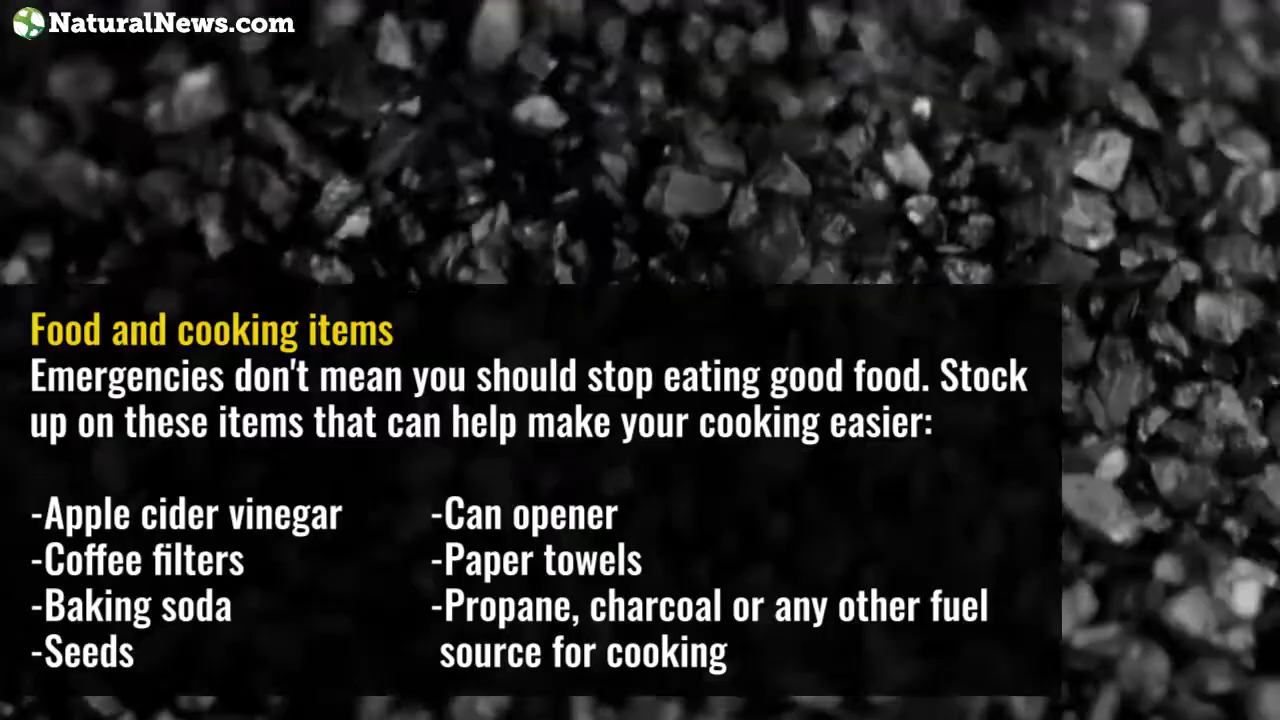 NaturalNews.com
Food and cooking items
Emergencies don't mean you should stop eating good food. Stock
up on these items that can help make your cooking easier:
-Apple cider vinegar
-Coffee filters
-Baking soda
-Seeds
-Can opener
-Paper towels
-Propane, charcoal or any other fuel
source for cooking